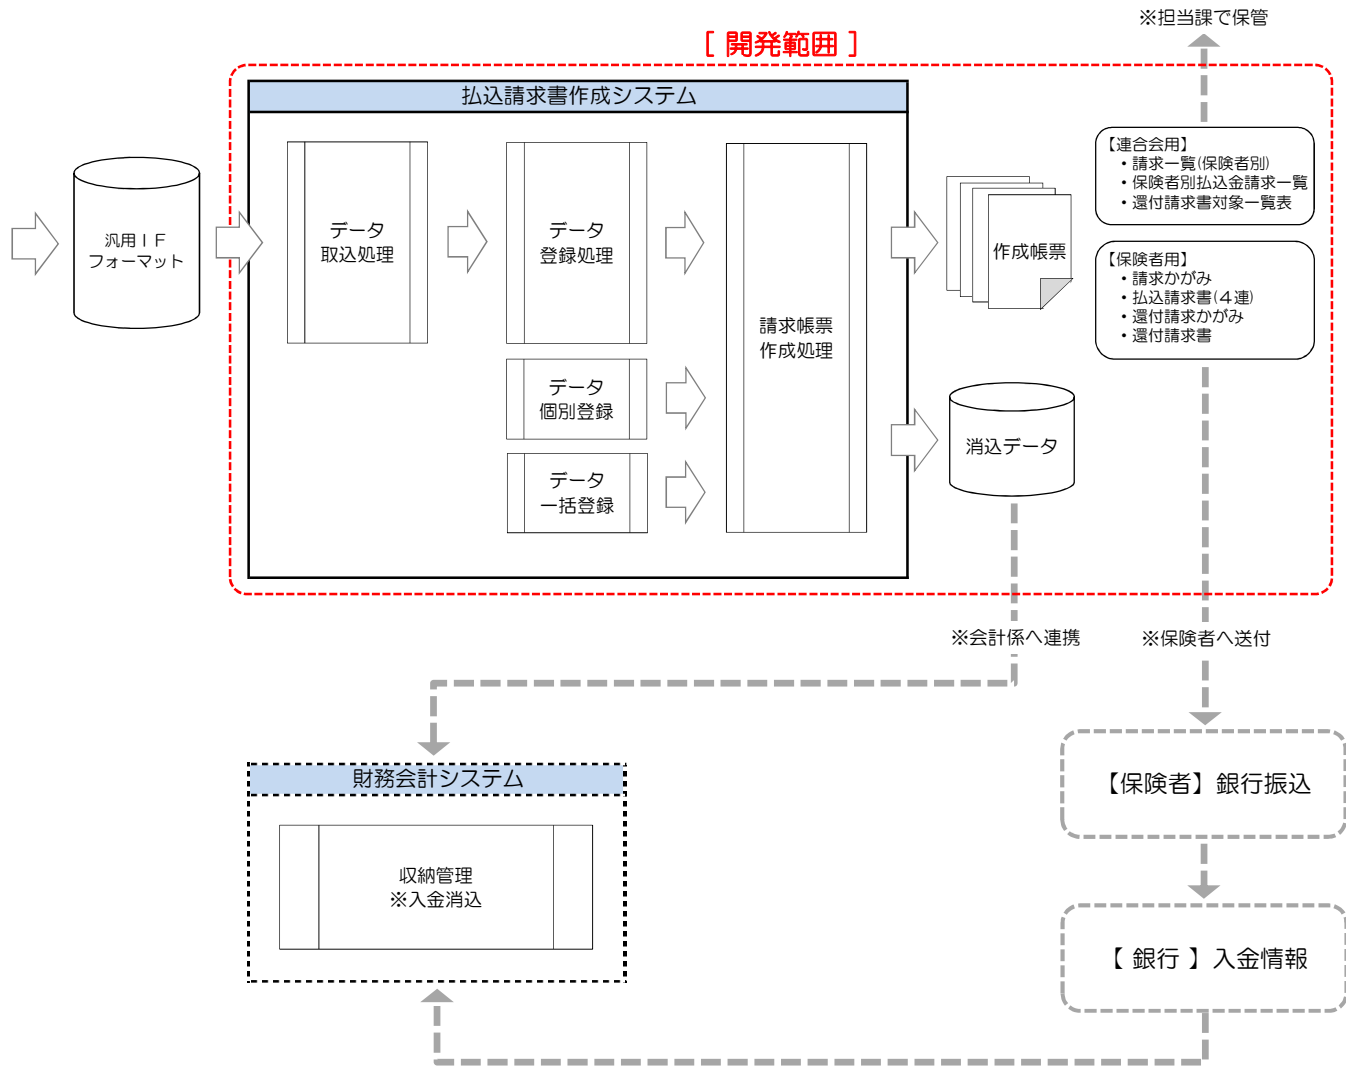 ※担当課で保管
[ 開発範囲 ]
払込請求書作成システム
汎用ＩＦ
フォーマット
データ
取込処理
データ
登録処理
データ
個別登録
データ
一括登録
請求帳票
作成処理
作成帳票
消込データ
【連合会用】
・請求一覧(保険者別)
・保険者別払込金請求一覧
・還付請求書対象一覧表
【保険者用】
・請求かがみ
・払込請求書(４連)
・還付請求かがみ
・還付請求書
※会計係へ連携
※保険者へ送付
財務会計システム
収納管理
※入金消込
【保険者】銀行振込
【 銀行 】入金情報